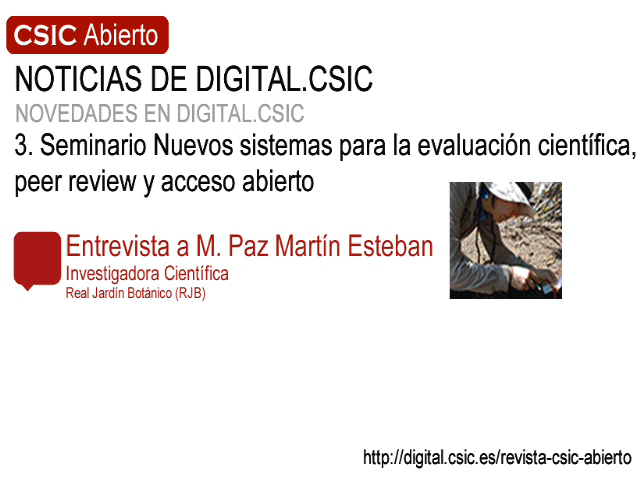 CSIC Abierto
NOTICIAS DE DIGITAL.CSIC
NOVEDADES EN DIGITAL.CSIC
3. Seminario Nuevos sistemas para la evaluación científica,
peer review y acceso abierto
Entrevista a M. Paz Martín Esteban
Investigadora Científica
Real Jardín Botánico (RJB)
http://digital.csic.es/revista-csic-abierto